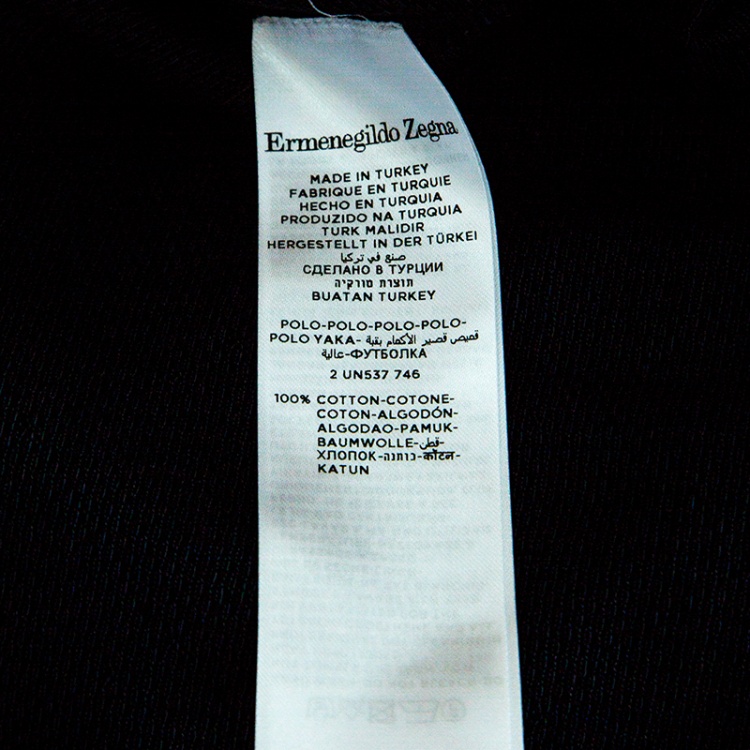 Ermenegildo Zegna
MADE IN TURKEY
FABRIQUE EN TURQUIE
HECHO EN TURQUIA
PRODUZIDO NA TURQUIA
TURK MALIDIR
HERGESTELLT IN DER TÜRKEI
صنع في تركيا
СДЕЛАНО В ТУРЦИИ
תוצרת טורקיה
BUATAN TURKEY
POLO-POLO-POLO-POLO-
POLO YAKA- قميص قصير الأكمام بقبة
عالية-ФУТБОЛКА
2 UN537 746
100% COTTON-COTONE-
COTON-ALGODÓN-
ALGODAO-PAMUK-
BAUMWOLLE-قطن-
ХЛОПОК-כותנה-कॉटन-
KATUN